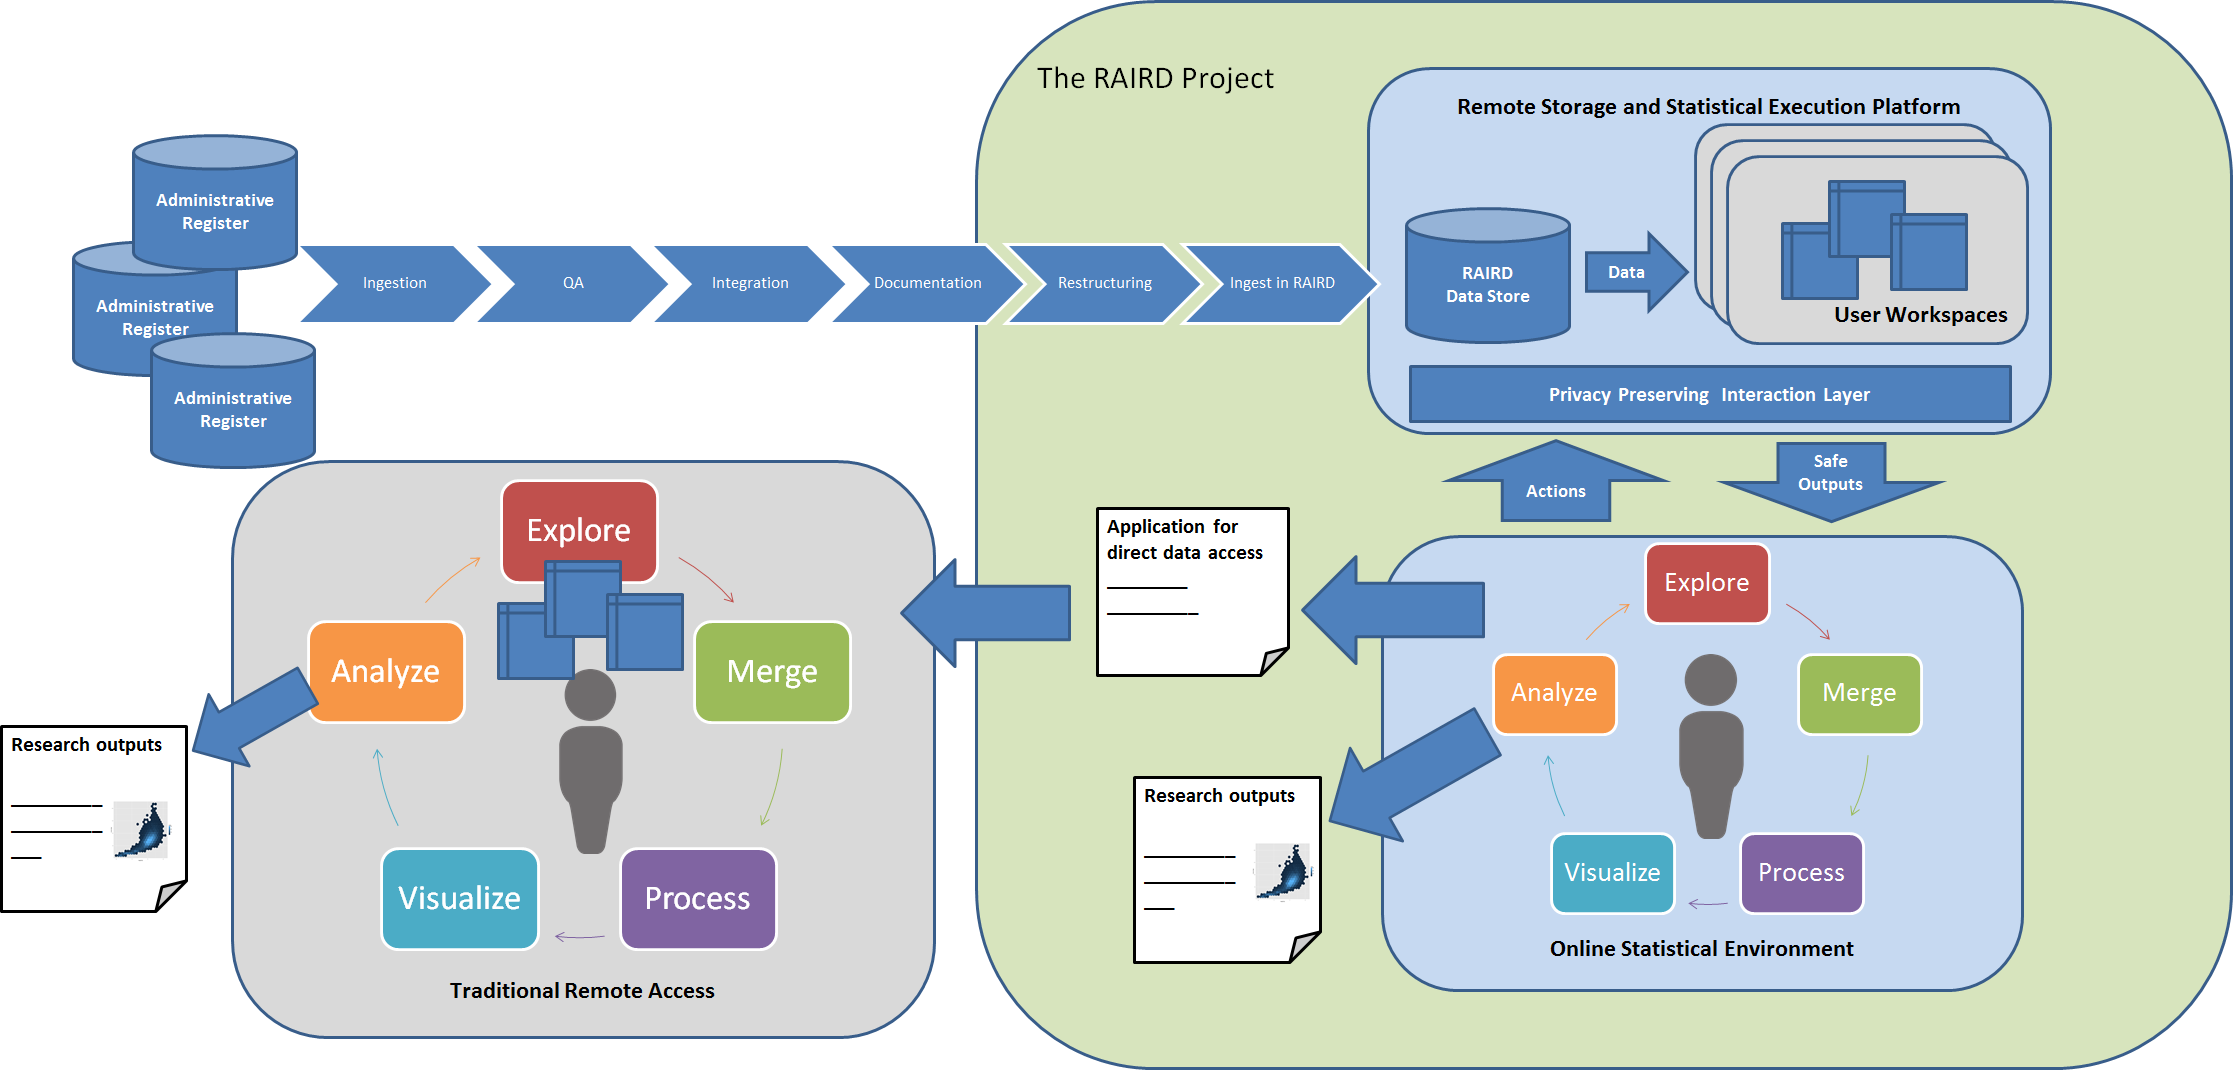 The RAIRD Project
Remote Storage and Statistical Execution Platform
Administrative
Register
Administrative
Register
Administrative
Register
Ingestion
QA
Integration
Documentation
Restructuring
Ingest in RAIRD
RAIRD
Data Store
Data
User Workspaces
Privacy Preserving Interaction Layer
Actions
Safe
Outputs
Application for
direct data access
Explore
Merge
Process
Visualize
Analyze
Online Statistical Environment
Research outputs
Explore
Merge
Process
Visualize
Analyze
Traditional Remote Access
Research outputs